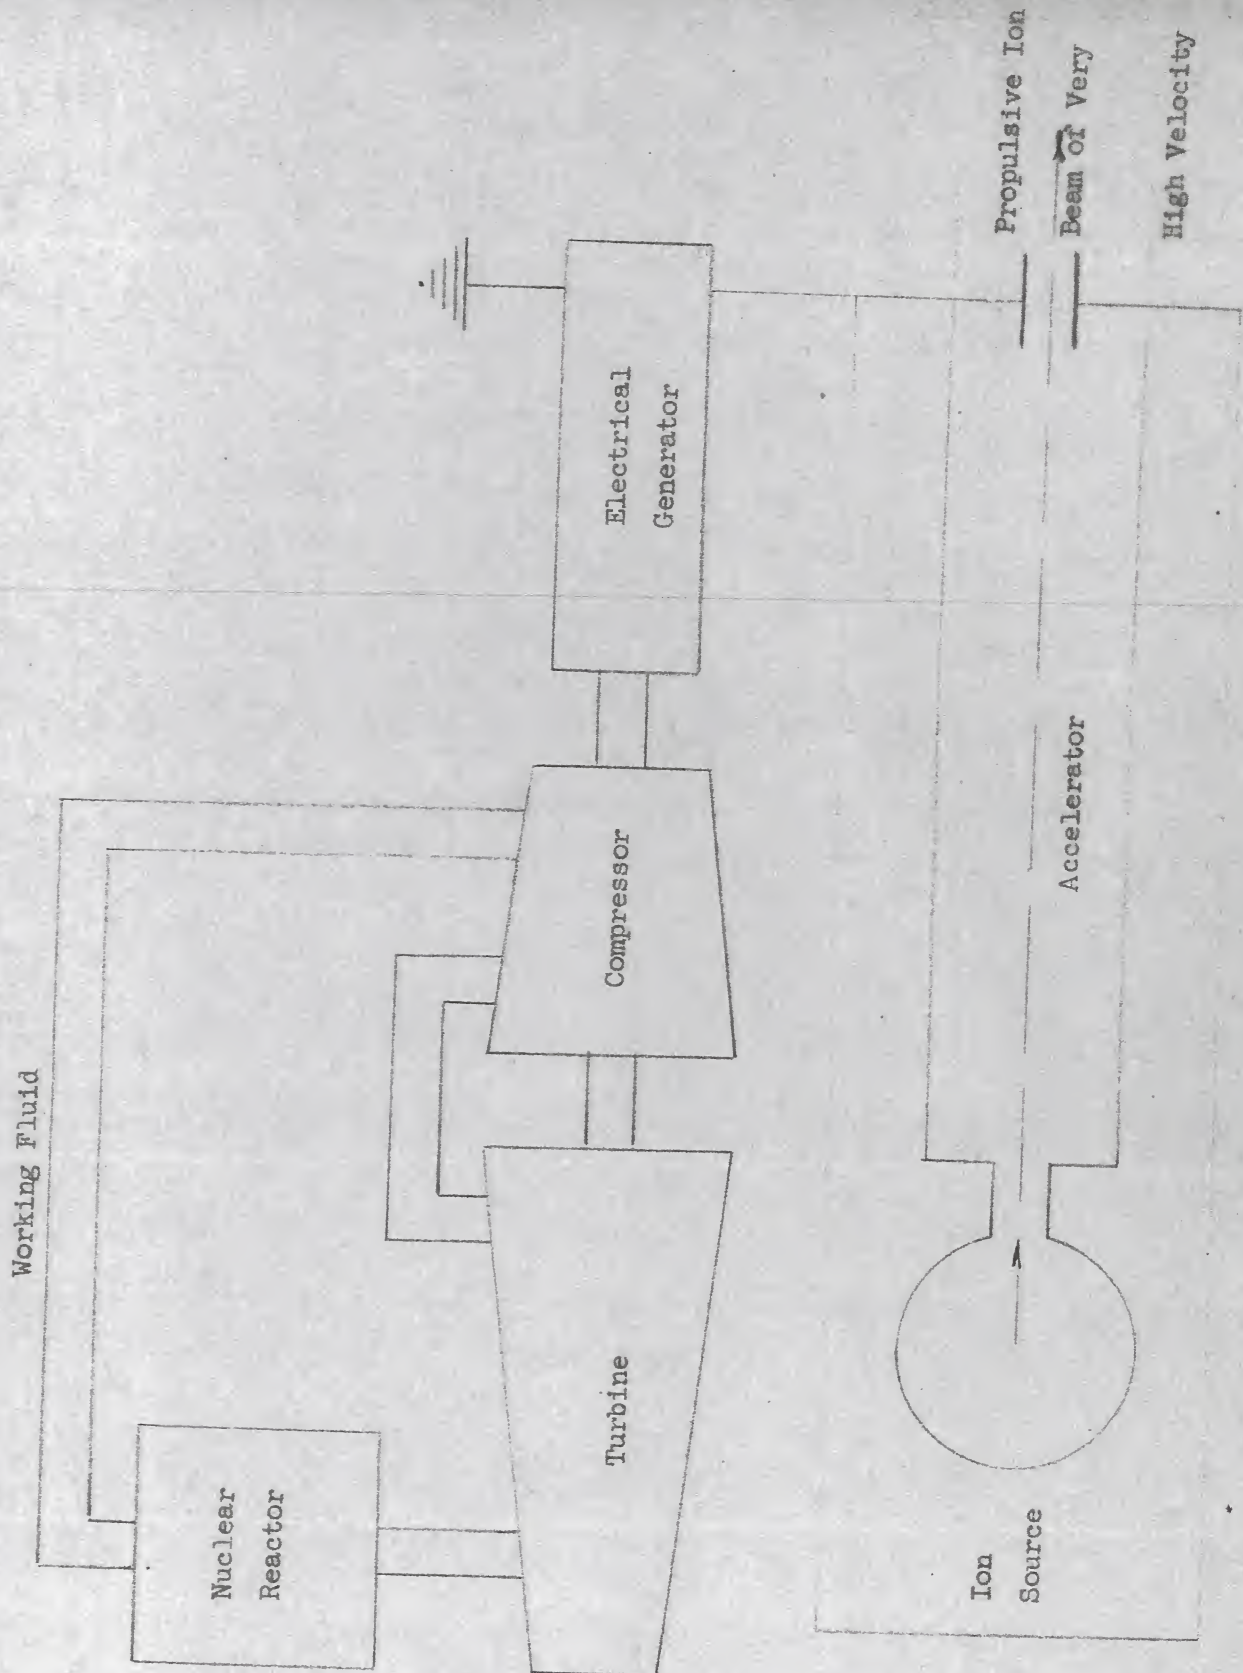 Working Fluid
Nuclear
Reactor
Turbine
Compressor
Electrical
Generator
Ion
Source
Accelerator
Propulsive Ion
Beam of Very
High Velocity